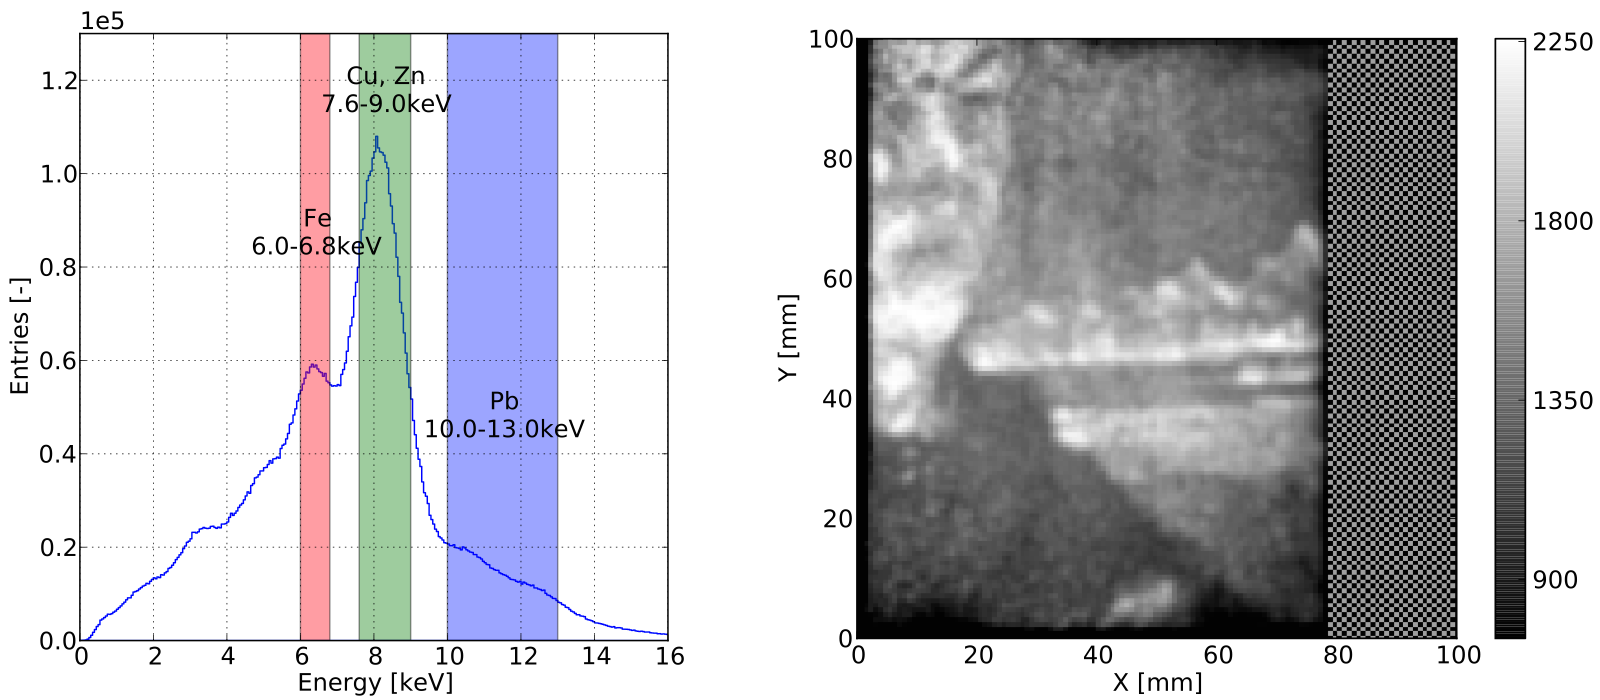 1e5
1.2
1.0
0.8
0.6
0.4
0.2
0.0
Entries [-]
Cu, Zn
7.6-9.0keV
Fe
6.0-6.8keV
Pb
10.0-13.0keV
0 2 4 6 8 10 12 14 16
Energy [keV]
100
80
60
40
20
0
Y [mm]
0 20 40 60 80 100
X [mm]
2250
1800
1350
900